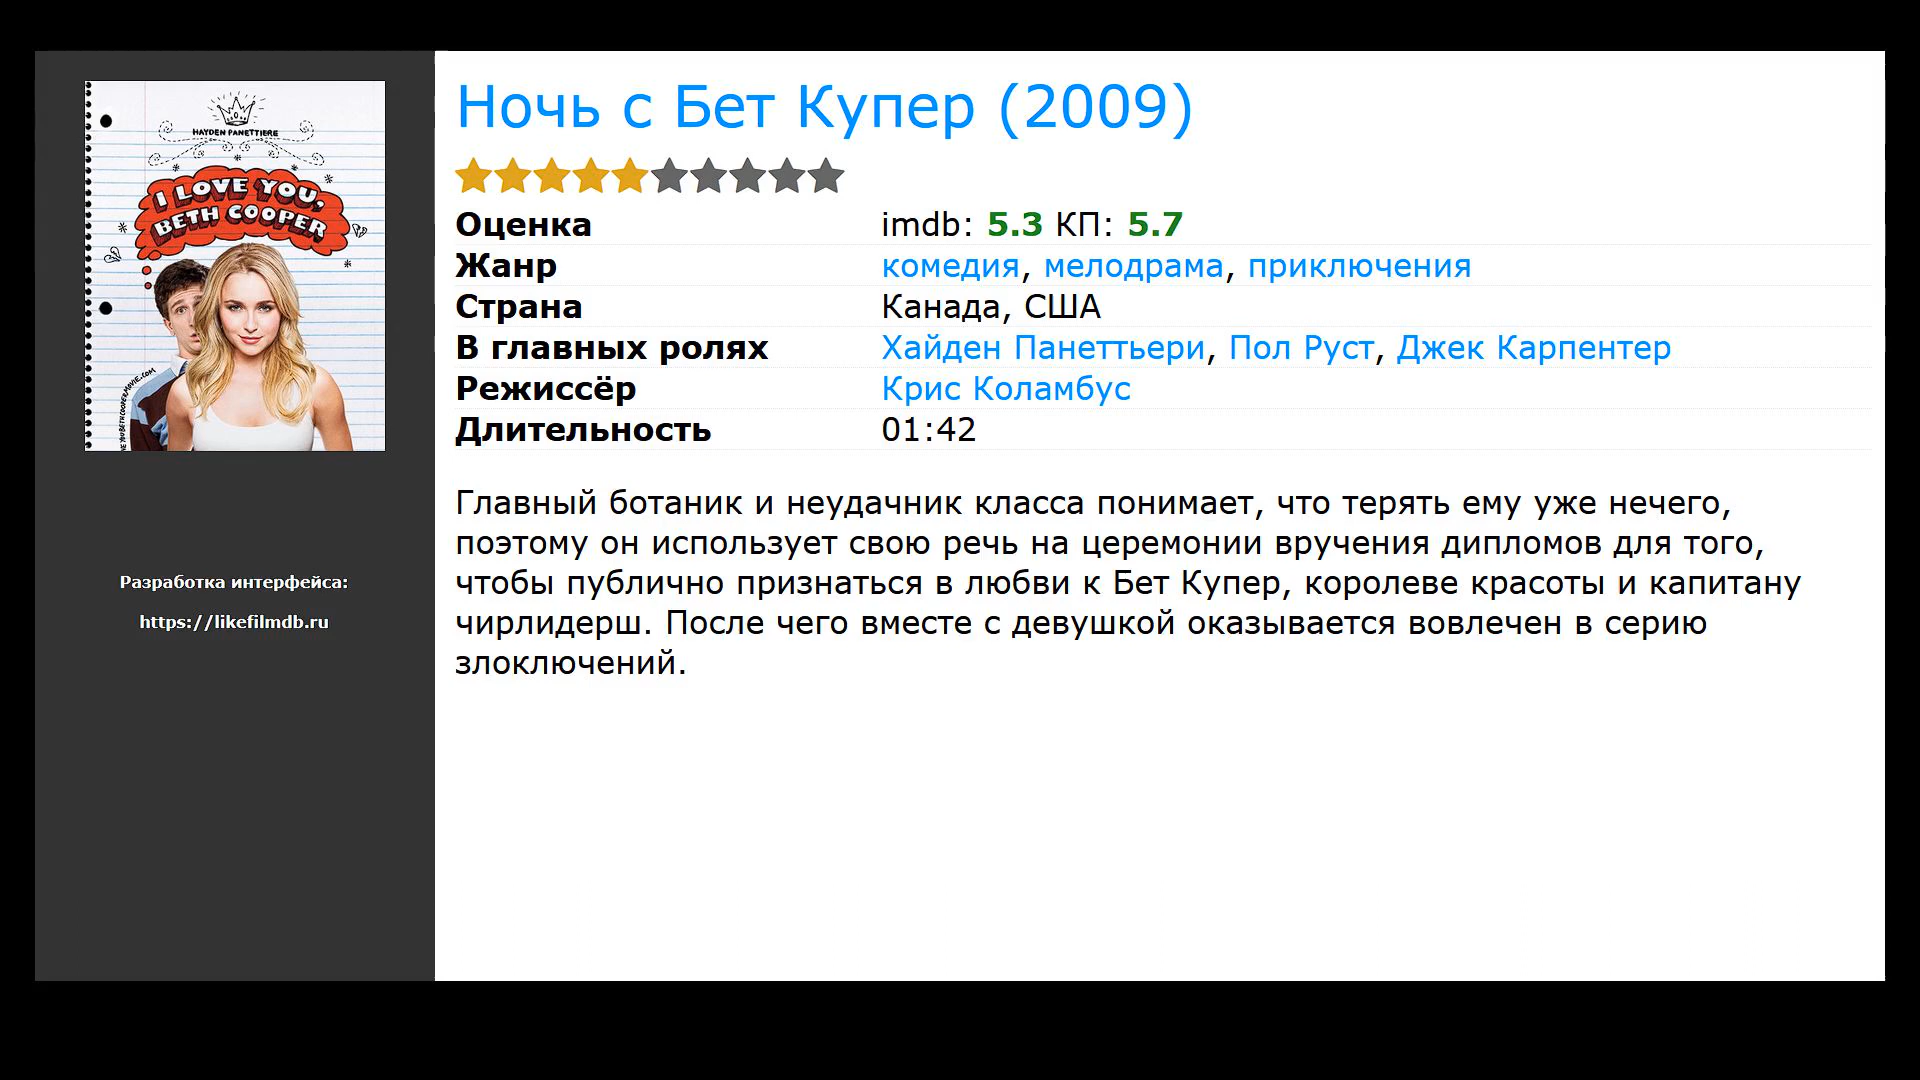 HAYDEN PANETTIERE
I LOVE YOU,
BETH COOPER
Ночь с Бет Купер (2009)
Оценка imdb: 5.3 КП: 5.7
Жанр комедия, мелодрама, приключения
Страна Канада, США
В главных ролях Хайден Панеттьери, Пол Руст, Джек Карпентер
Режиссёр Крис Коламбус
Длительность 01:42
Главный ботаник и неудачник класса понимает, что терять ему уже нечего,
поэтому он использует свою речь на церемонии вручения дипломов для того,
чтобы публично признаться в любви к Бет Купер, королеве красоты и капитану
чирлидерш. После чего вместе с девушкой оказывается вовлечен в серию
злоключений.
Разработка интерфейса:
https://likefilmdb.ru